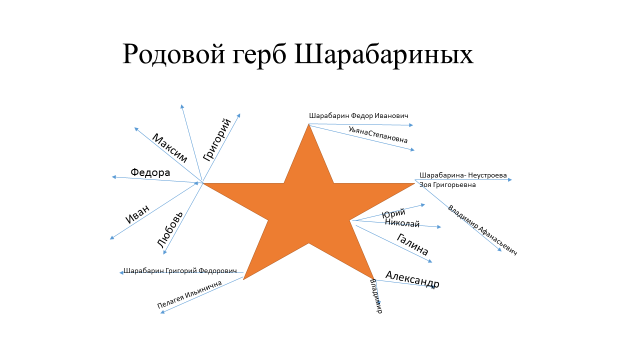 Родовой герб Шарабариных
Шарабарин Федор Иванович
УьянаСтепановна
Григорий
Максим
Федора
Иван
Любовь
Шарабарина- Неустроева
Зоя Григорьевна
Владимир Афанасьевич
Юрий
Николай
Галина
Александр
Владимир
Шарабарин Григорий Федорович
Пелагея Ильинична